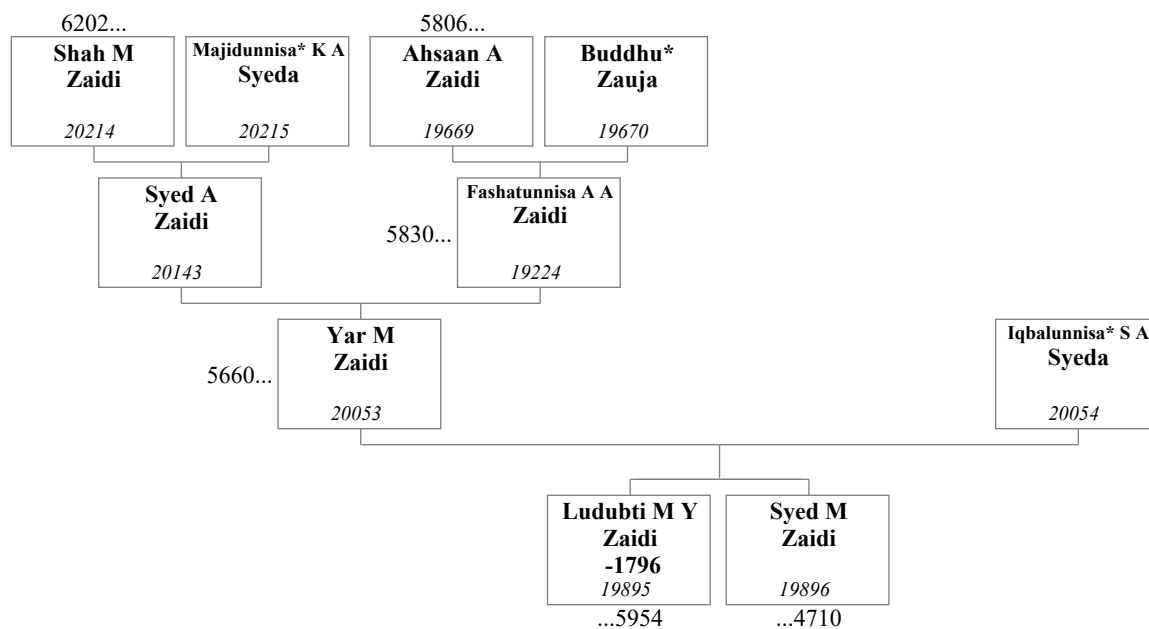 6202...
5806...
Shah M
Zaidi
20214
Majidunnisa* K A
Syeda
20215
Ahsaan A
Zaidi
19669
Buddhu*
Zauja
19670
Syed A
Zaidi
20143
5830...
Fashatunnisa A A
Zaidi
19224
5660...
Yar M
Zaidi
20053
Iqbalunnisa* S A
Syeda
20054
Ludubti M Y
Zaidi
-1796
19895
Syed M
Zaidi
19896
...5954
...4710